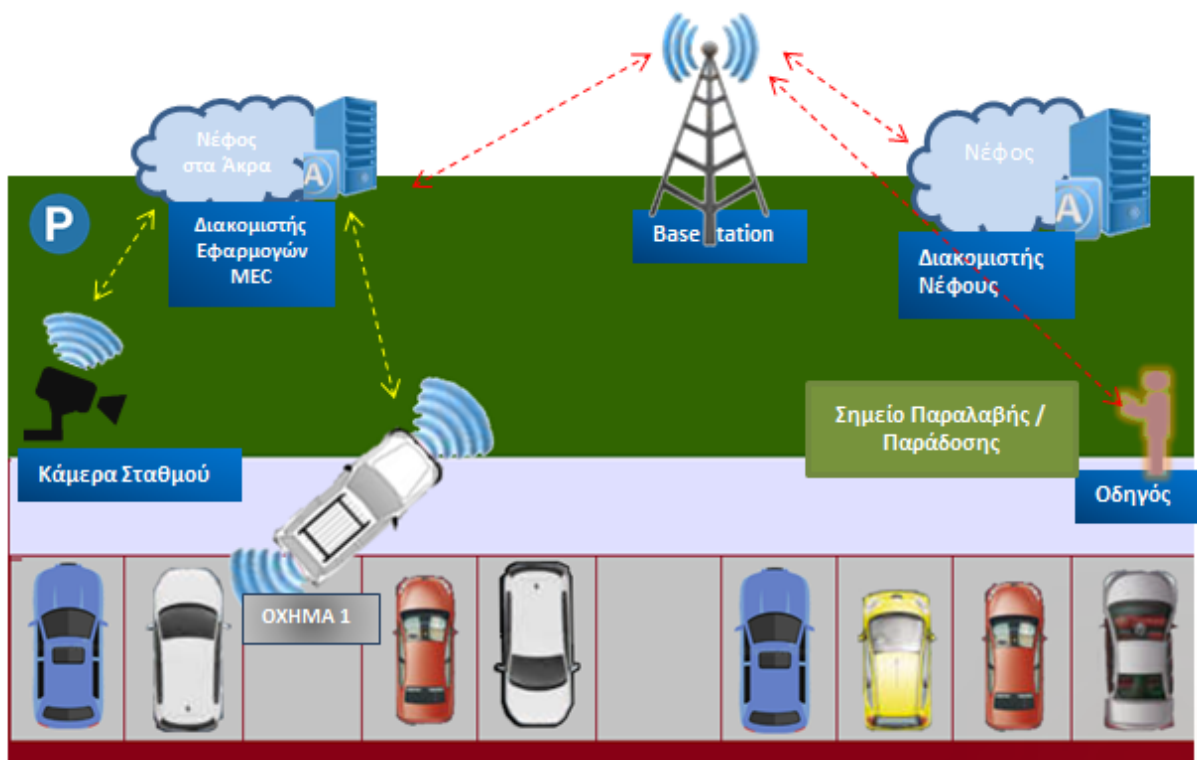 Νέφος
στα Άκρα
A
Διακομιστής
Εφαρμογών
MEC
P
Base Station
Νέφος
A
Διακομιστής
Νέφους
Κάμερα Σταθμού
Σημείο Παραλαβής /
Παράδοσης
Οδηγός
ΟΧΗΜΑ 1